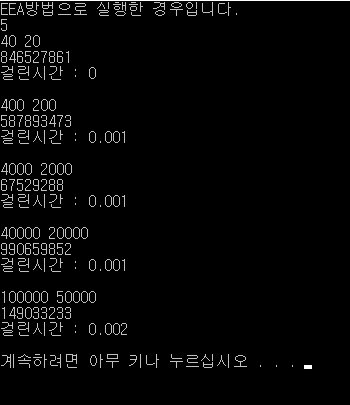 EEA방법으로 실행한 경우입니다.
5
40 20
846527861
걸린시간 : 0
400 200
587893473
걸린시간 : 0.001
4000 2000
67529288
걸린시간 : 0.001
40000 20000
990659852
걸린시간 : 0.001
100000 50000
149033233
걸린시간 : 0.002
계속하려면 아무 키나 누르십시오 . . .